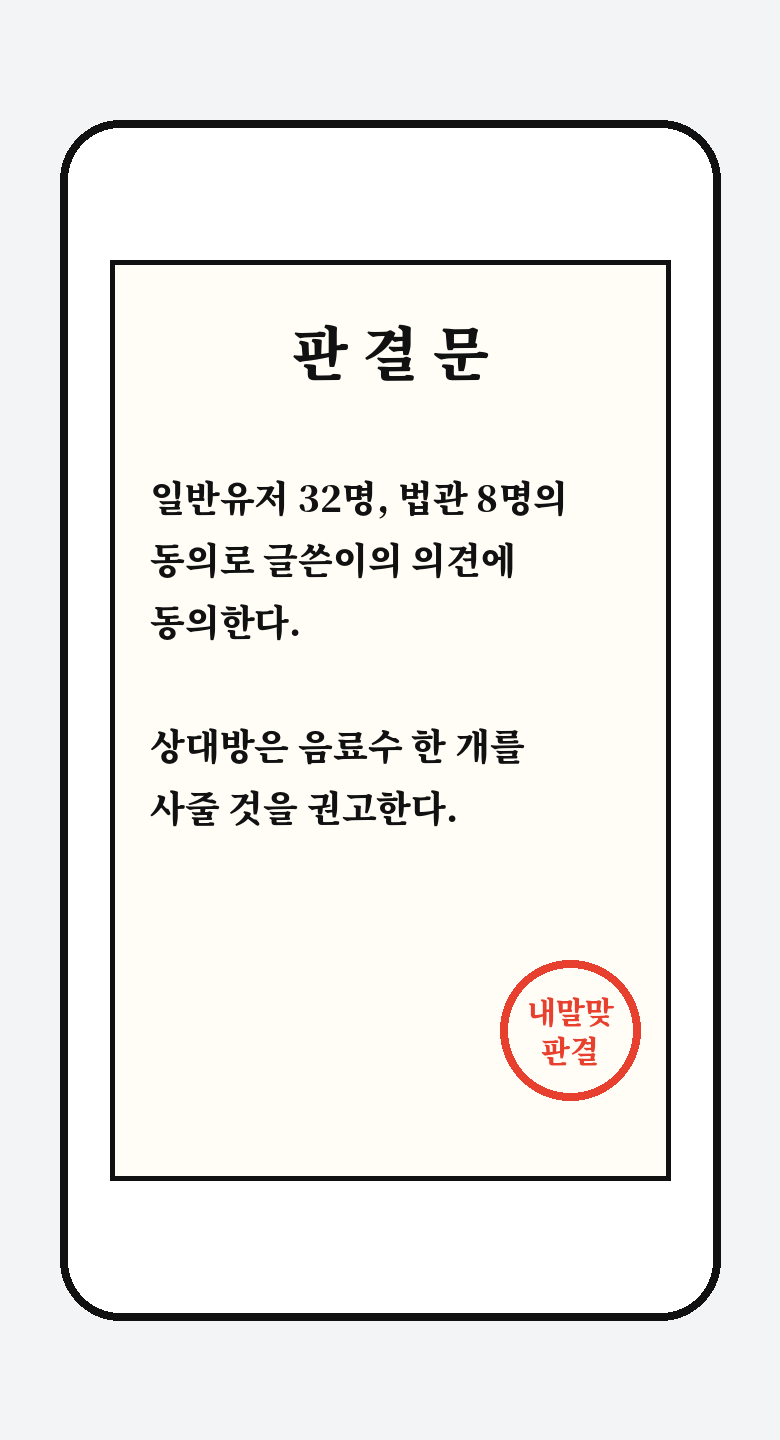 판 결 문
일반유저 32명, 법관 8명의
동의로 글쓴이의 의견에
동의한다.
상대방은 음료수 한 개를
사줄 것을 권고한다.
내말맞
판결